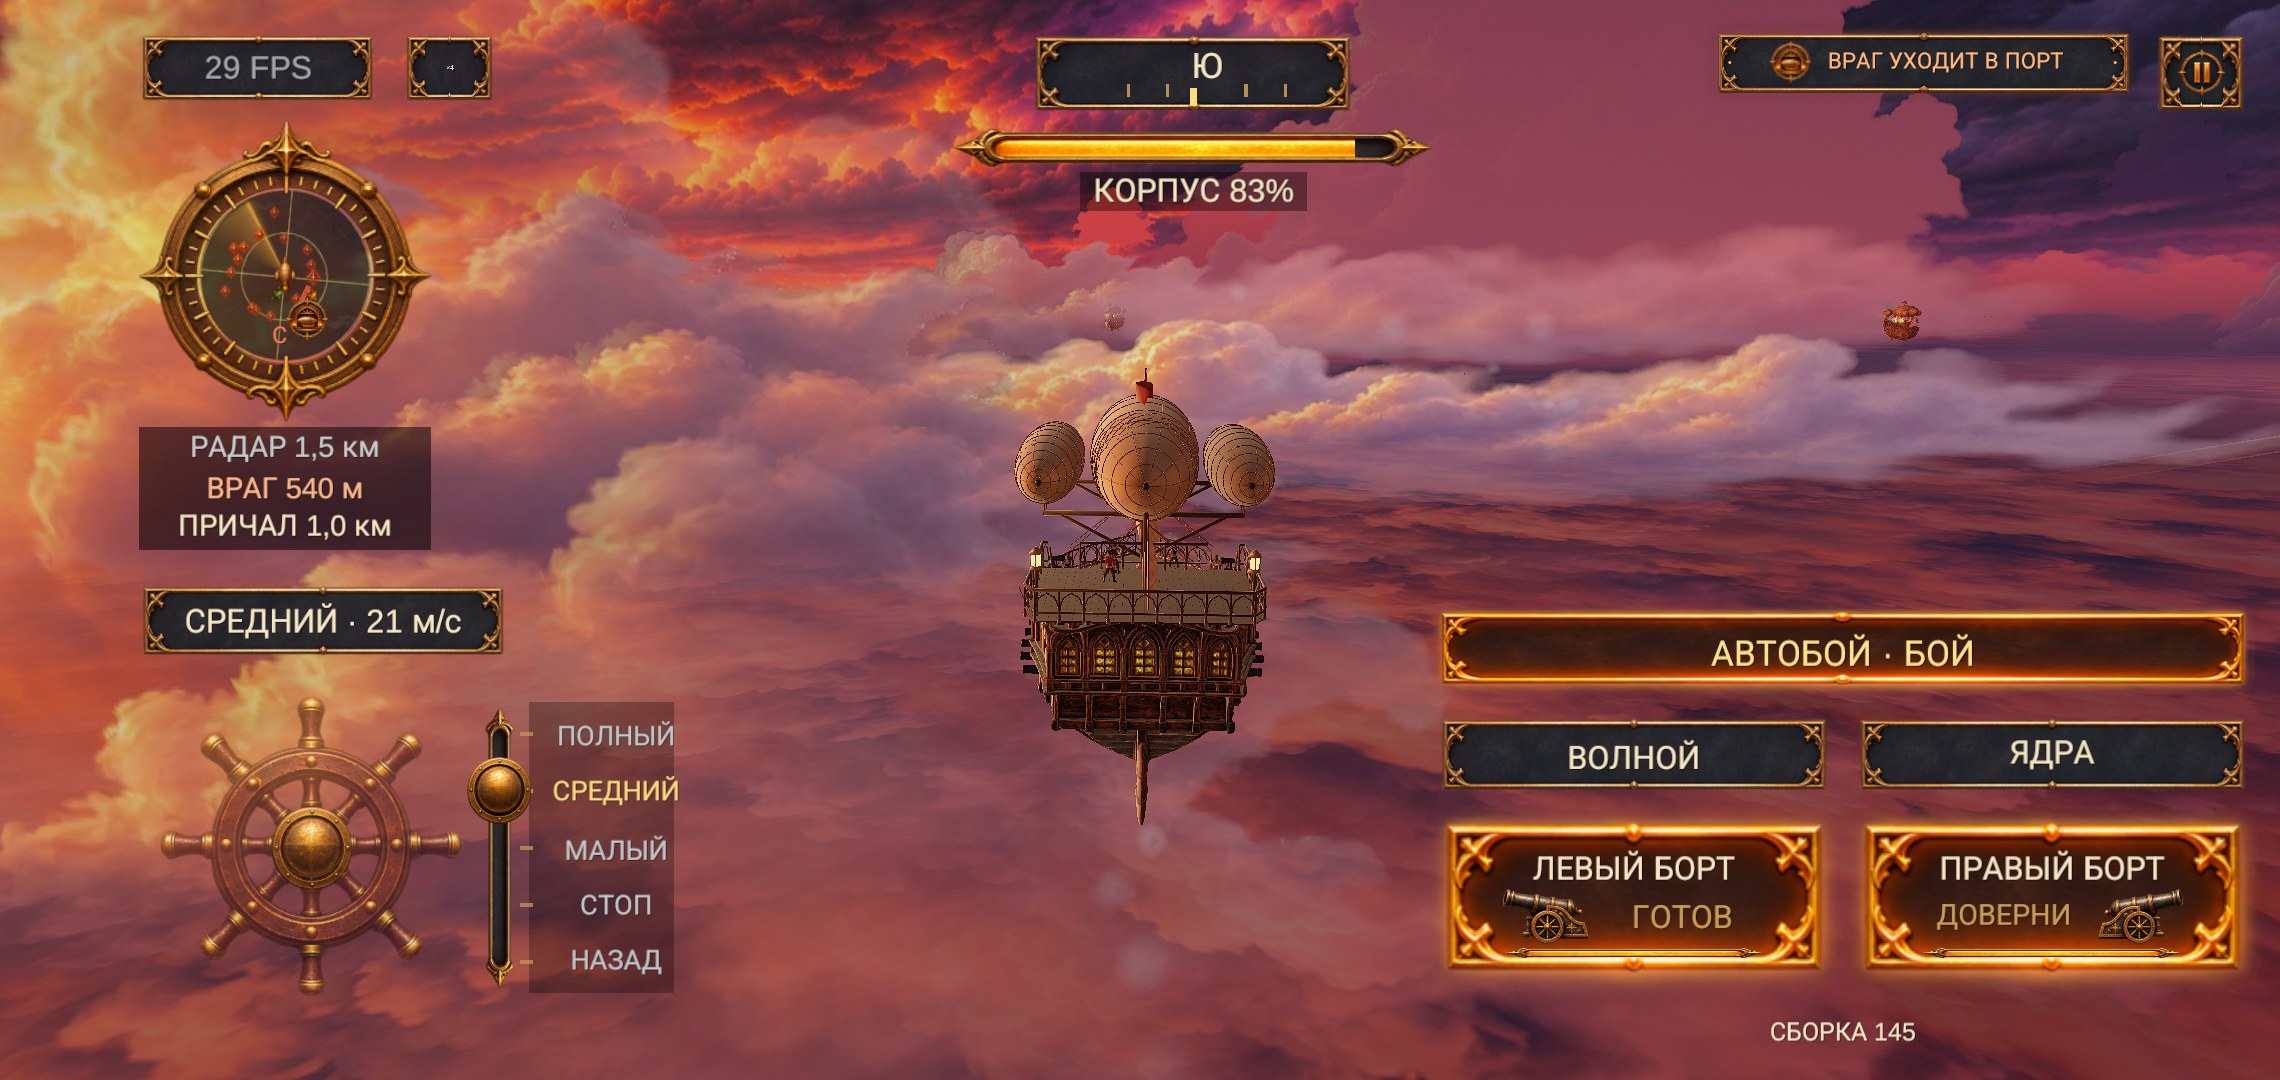 29 FPS
×4
Ю
ВРАГ УХОДИТ В ПОРТ
КОРПУС 83%
С
РАДАР 1,5 км
ВРАГ 540 м
ПРИЧАЛ 1,0 км
СРЕДНИЙ · 21 м/с
ПОЛНЫЙ
СРЕДНИЙ
МАЛЫЙ
СТОП
НАЗАД
АВТОБОЙ · БОЙ
ВОЛНОЙ
ЯДРА
ЛЕВЫЙ БОРТ
ГОТОВ
ПРАВЫЙ БОРТ
ДОВЕРНИ
СБОРКА 145